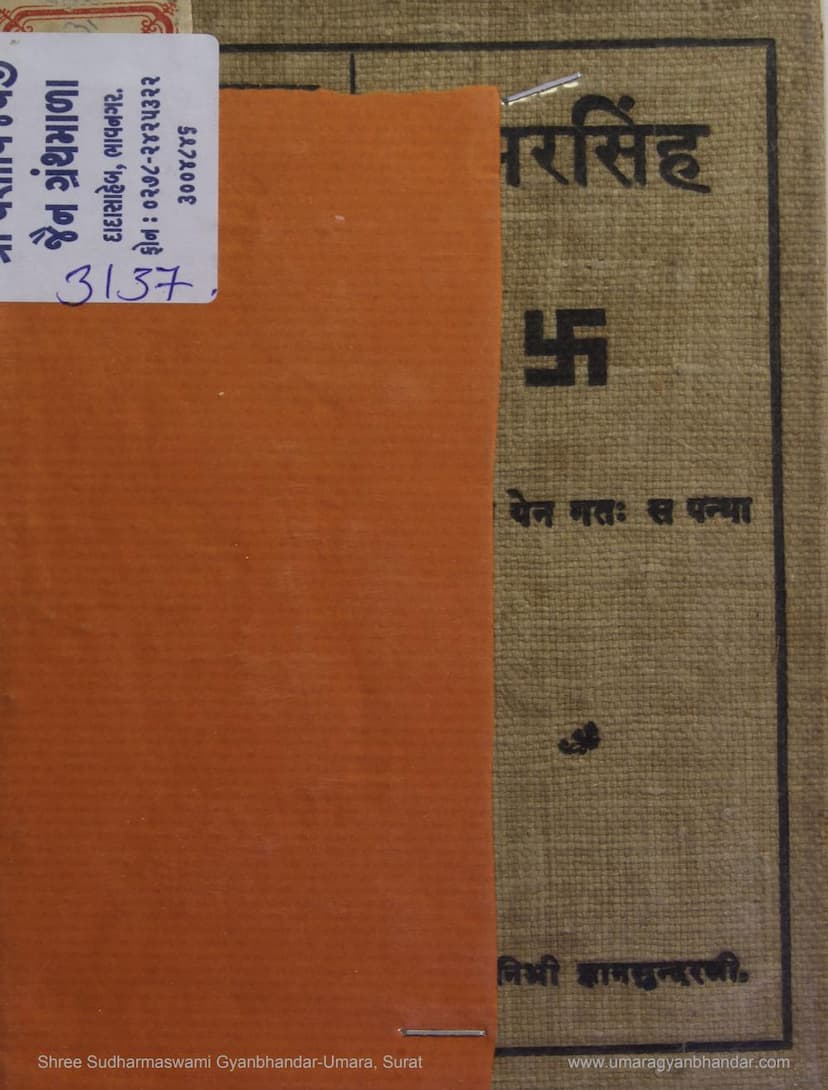 जैन ग्रंथमाला
દાદાસાહેબ, ભાવનગર.
ફોન : ૦૨૭૮-૨૪૨૫૩૨૨
૩૦૦૪૮૪૬
3137
मरसिंह
येन गतः स पन्था
निश्री ज्ञानसुन्दरजी.
Shree Sudharmaswami Gyanbhandar-Umara, Surat
www.umaragyanbhandar.com